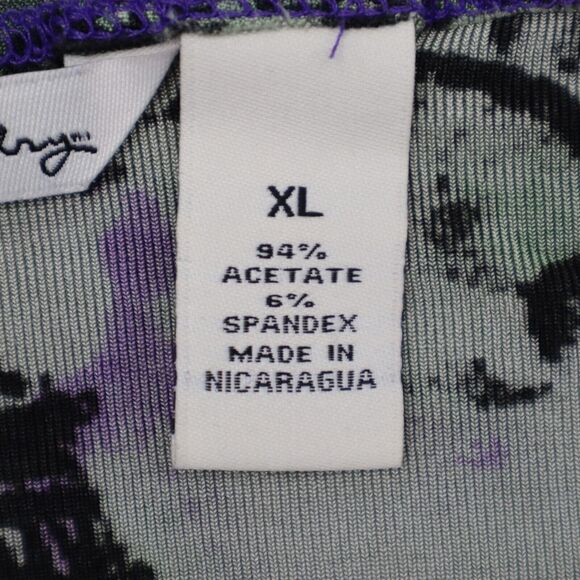 XL
94%
ACETATE
6%
SPANDEX
MADE IN
NICARAGUA